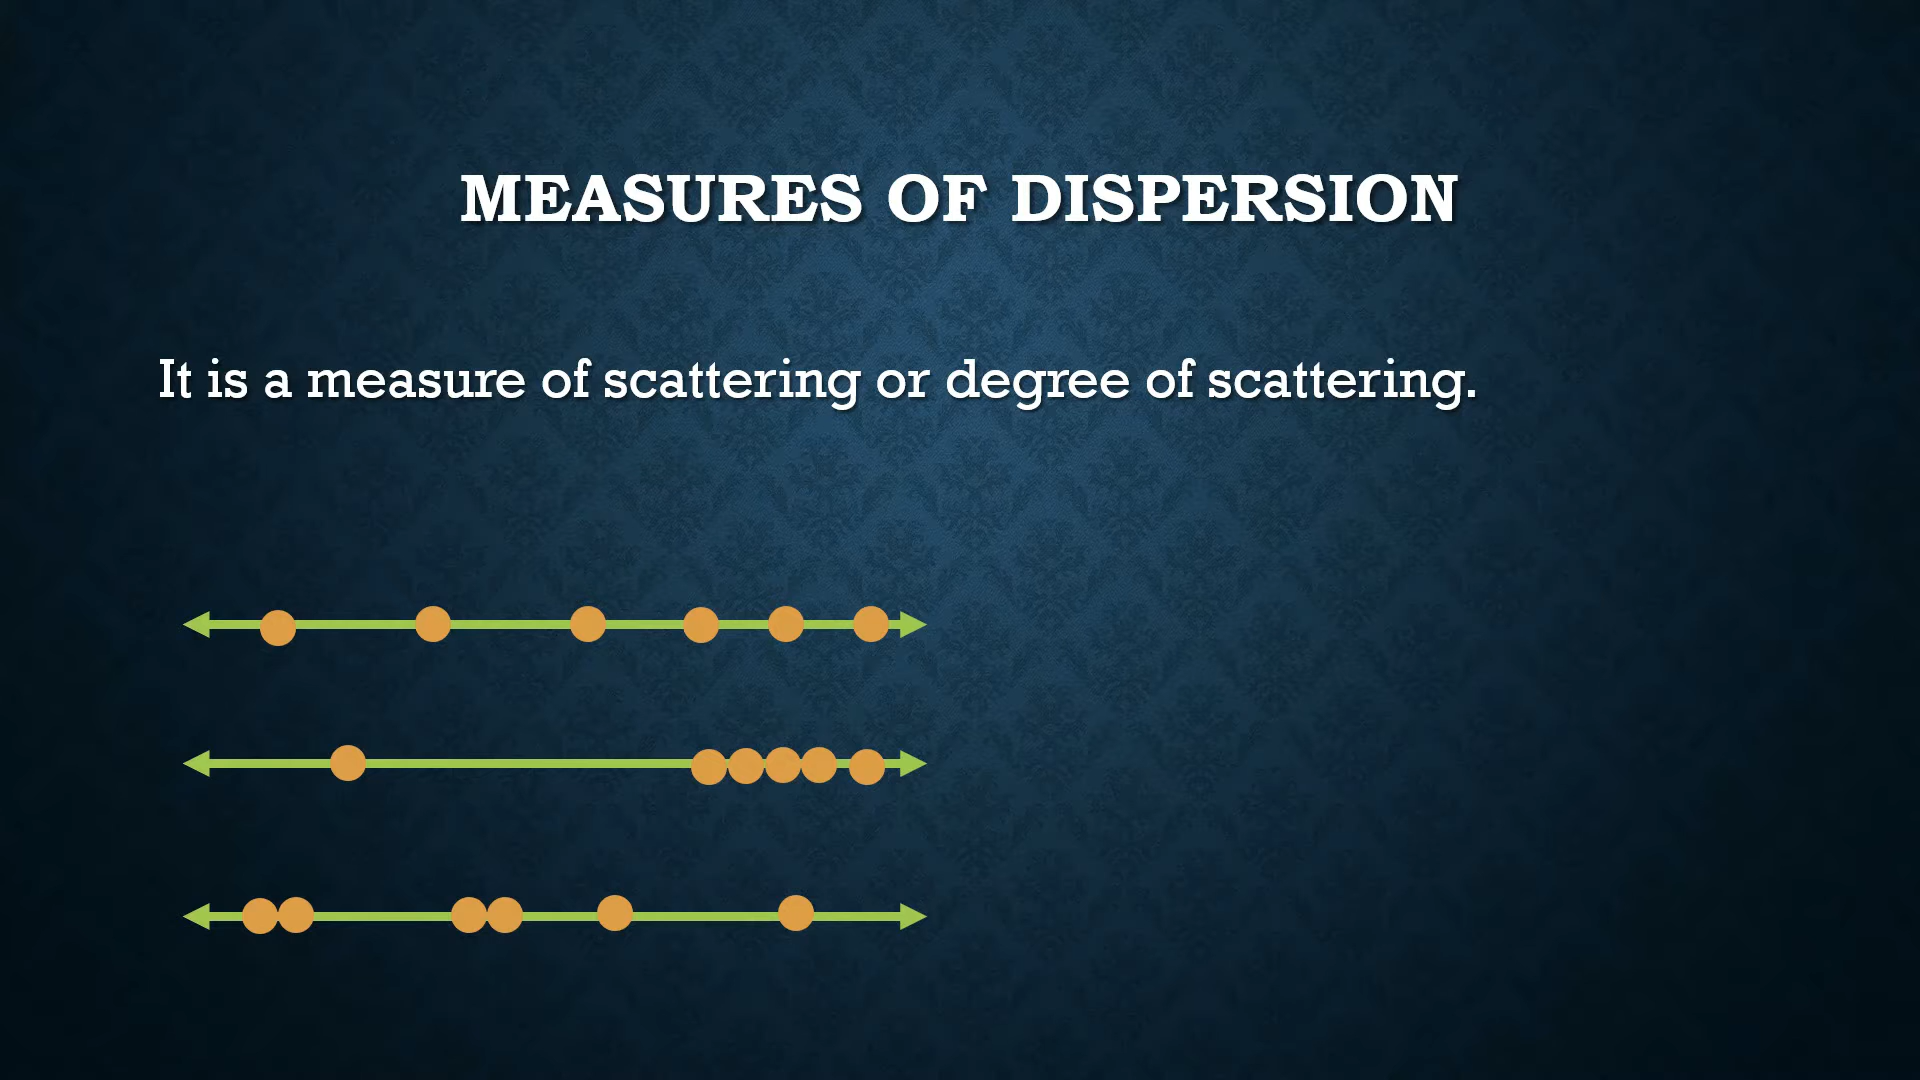 MEASURES OF DISPERSION
It is a measure of scattering or degree of scattering.